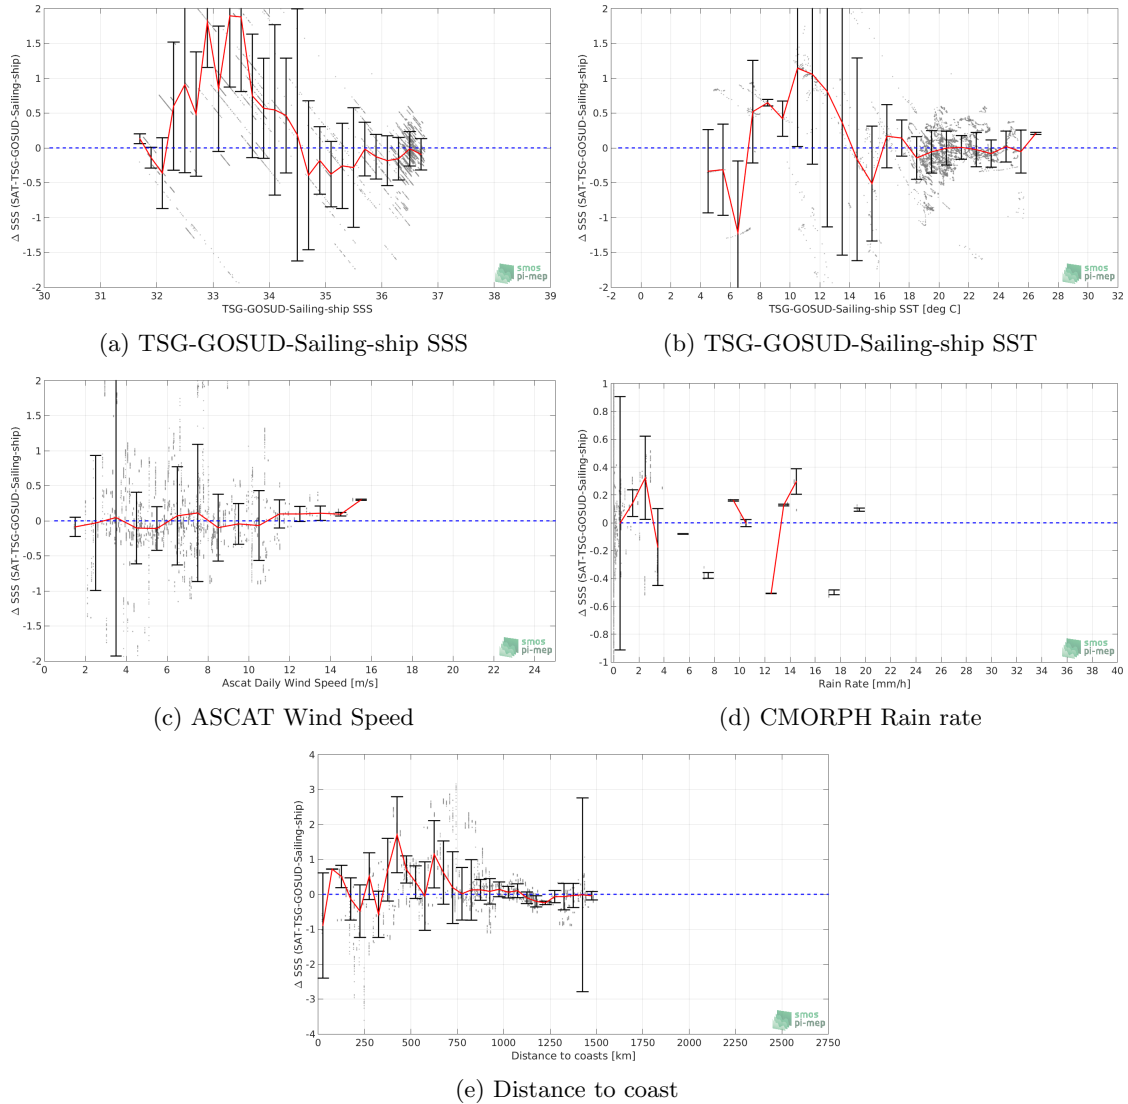 2
1.5
1
0.5
0
-0.5
-1
-1.5
-2
Δ SSS (SAT-TSG-GOSUD-Sailing-ship)
30 31 32 33 34 35 36 37 38 39
TSG-GOSUD-Sailing-ship SSS
smos
pi-mep
(a) TSG-GOSUD-Sailing-ship SSS
2
1.5
1
0.5
0
-0.5
-1
-1.5
-2
Δ SSS (SAT-TSG-GOSUD-Sailing-ship)
-2 0 2 4 6 8 10 12 14 16 18 20 22 24 26 28 30 32
TSG-GOSUD-Sailing-ship SST [deg C]
smos
pi-mep
(b) TSG-GOSUD-Sailing-ship SST
2
1.5
1
0.5
0
-0.5
-1
-1.5
-2
Δ SSS (SAT-TSG-GOSUD-Sailing-ship)
0 2 4 6 8 10 12 14 16 18 20 22 24
Ascat Daily Wind Speed [m/s]
smos
pi-mep
(c) ASCAT Wind Speed
1
0.8
0.6
0.4
0.2
0
-0.2
-0.4
-0.6
-0.8
-1
Δ SSS (SAT-TSG-GOSUD-Sailing-ship)
0 2 4 6 8 10 12 14 16 18 20 22 24 26 28 30 32 34 36 38 40
Rain Rate [mm/h]
smos
pi-mep
(d) CMORPH Rain rate
4
3
2
1
0
-1
-2
-3
-4
Δ SSS (SAT-TSG-GOSUD-Sailing-ship)
0 250 500 750 1000 1250 1500 1750 2000 2250 2500 2750
Distance to coasts [km]
smos
pi-mep
(e) Distance to coast